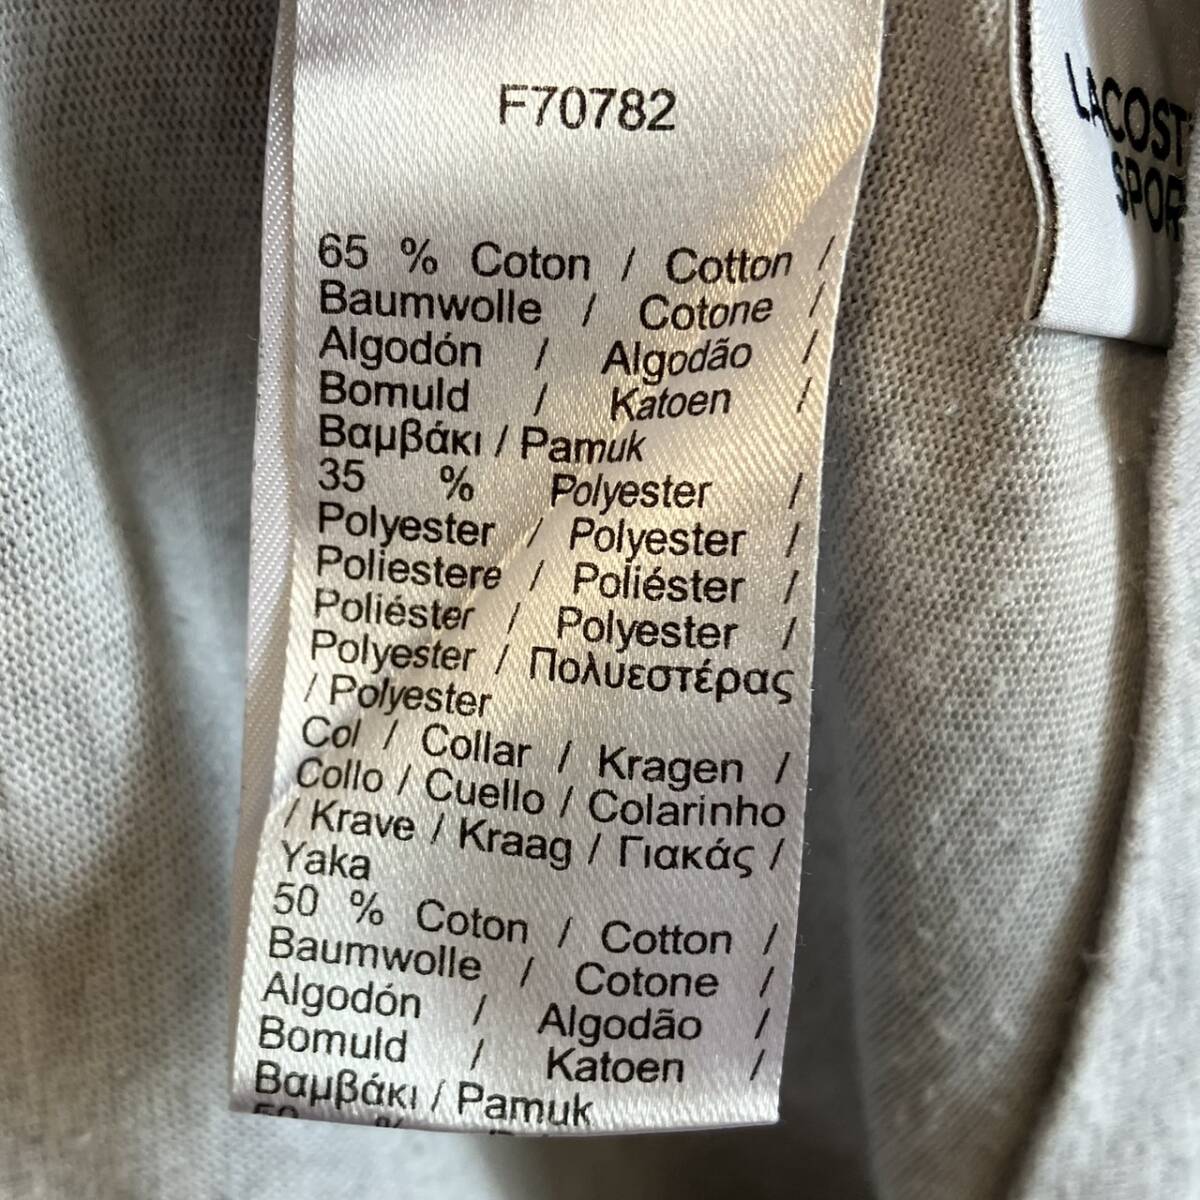 F70782
65 % Coton / Cotton /
Baumwolle / Cotone /
Algodón / Algodão /
Bomuld / Katoen /
Βαμβάκι / Pamuk
35 % Polyester /
Polyester / Polyester /
Poliestere / Poliéster /
Poliéster / Polyester /
Polyester / Πολυεστέρας
/ Polyester
Col / Collar / Kragen /
Collo / Cuello / Colarinho
/ Krave / Kraag / Γιακάς /
Yaka
50 % Coton / Cotton /
Baumwolle / Cotone /
Algodón / Algodão /
Bomuld / Katoen /
Βαμβάκι / Pamuk
50 %
LACOST
SPOR